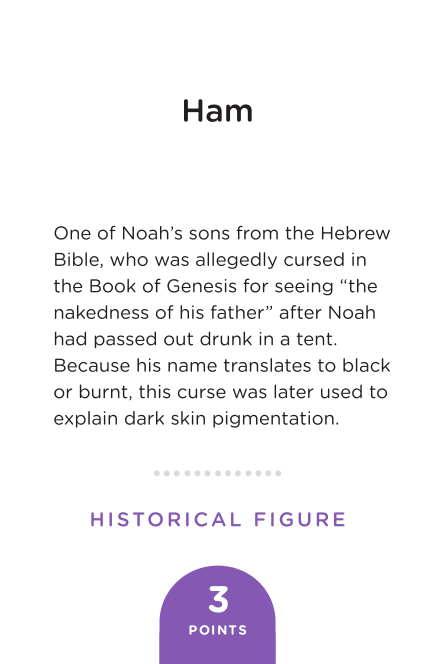 Ham
One of Noah’s sons from the Hebrew
Bible, who was allegedly cursed in
the Book of Genesis for seeing “the
nakedness of his father” after Noah
had passed out drunk in a tent.
Because his name translates to black
or burnt, this curse was later used to
explain dark skin pigmentation.
HISTORICAL FIGURE
3
POINTS